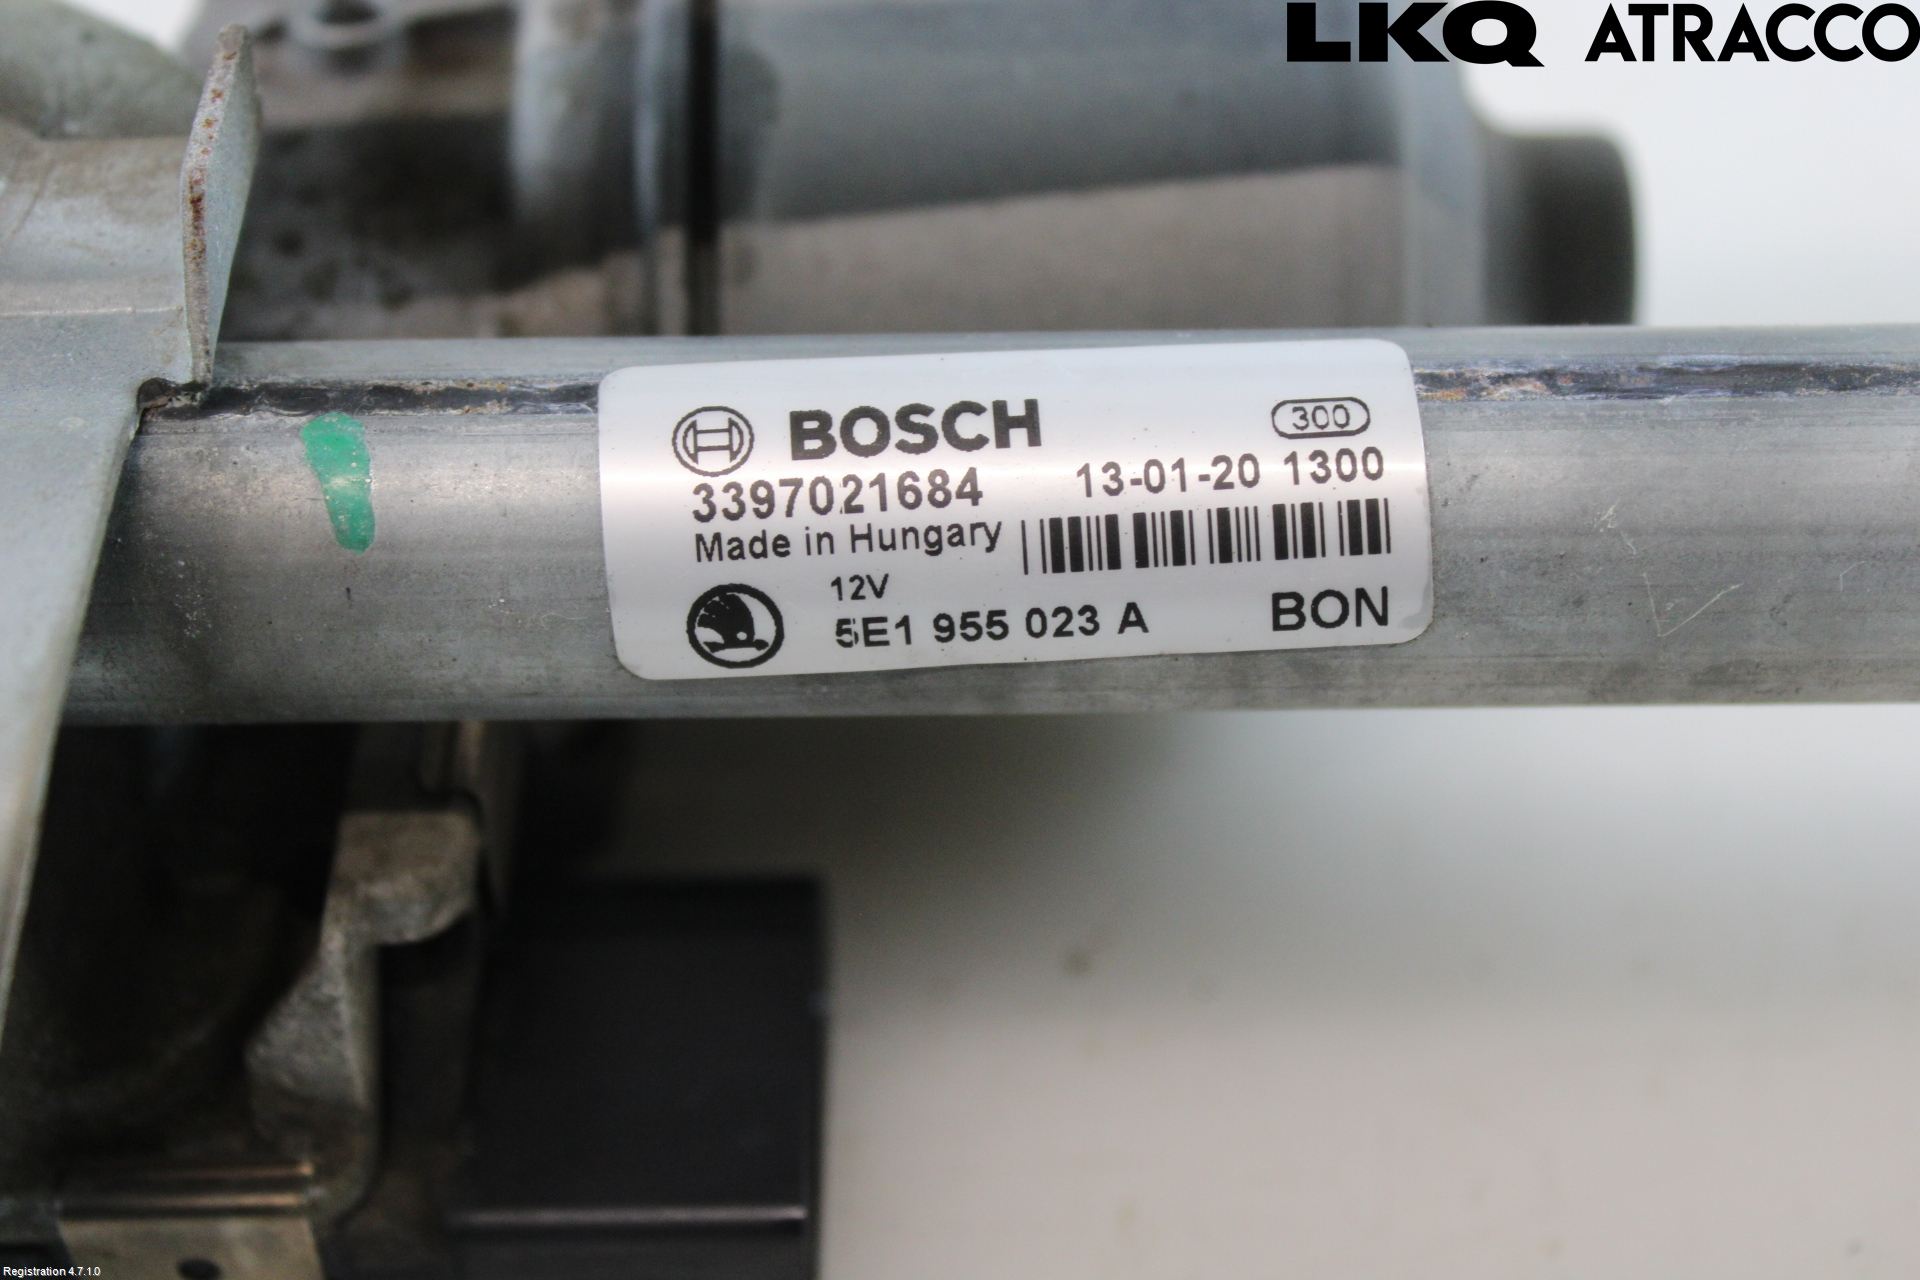 LKQ ATRACCO
BOSCH 300
3397021684 13-01-20 1300
Made in Hungary
12V
5E1 955 023 A BON
Registration 4.7.1.0